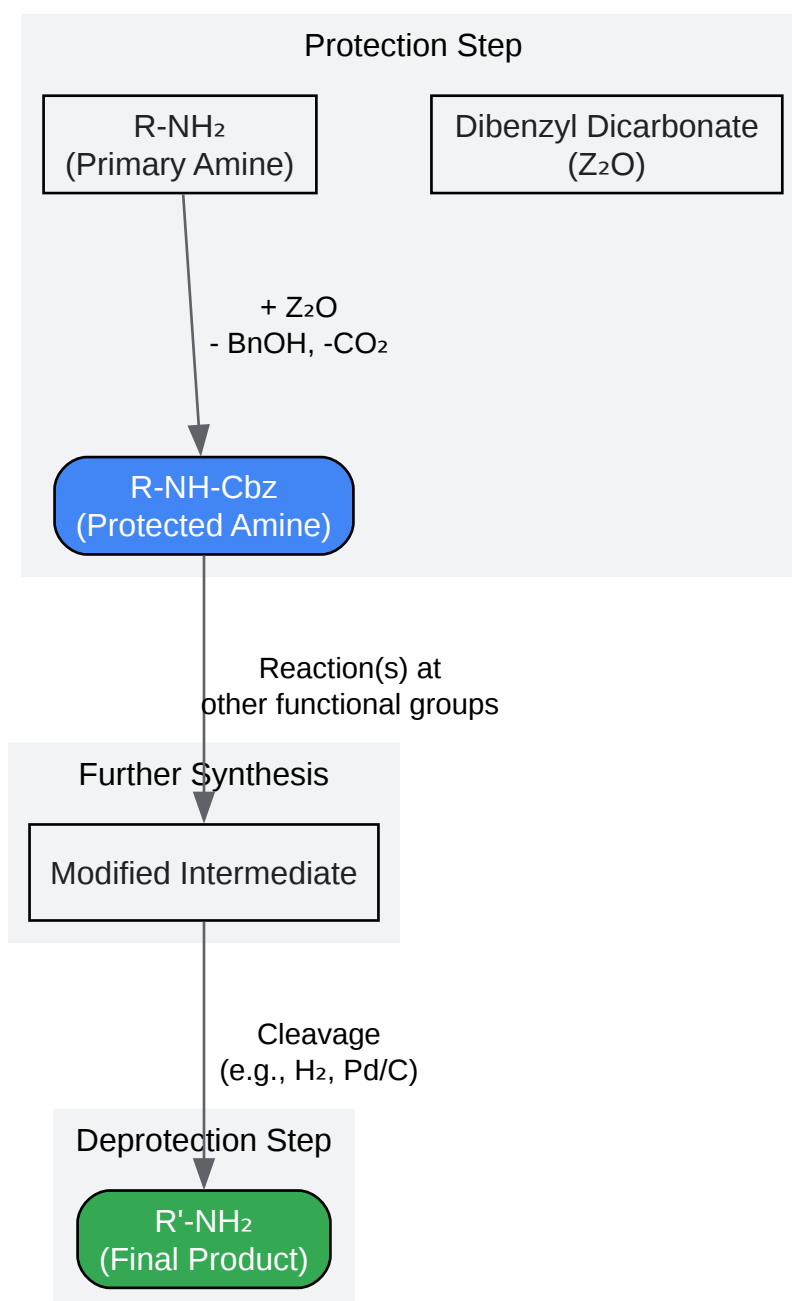 Protection Step
R-NH₂
(Primary Amine)
Dibenzyl Dicarbonate
(Z₂O)
+ Z₂O
- BnOH, -CO₂
R-NH-Cbz
(Protected Amine)
Reaction(s) at
other functional groups
Further Synthesis
Modified Intermediate
Cleavage
(e.g., H₂, Pd/C)
Deprotection Step
R'-NH₂
(Final Product)